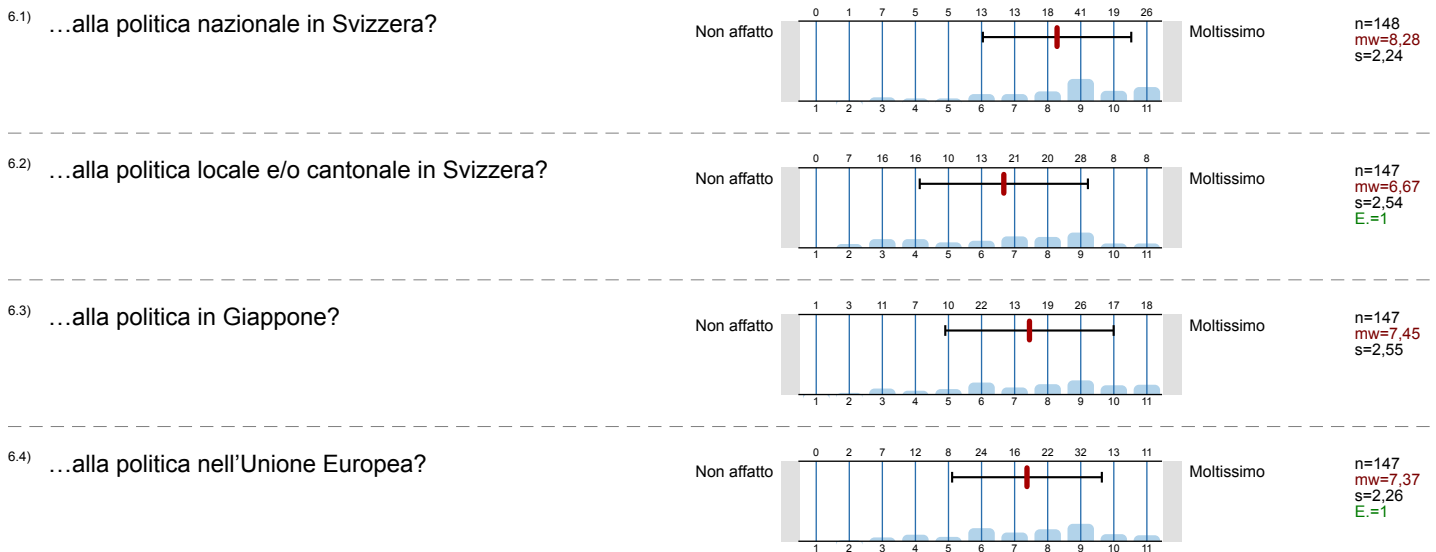 6.1) …alla politica nazionale in Svizzera?
0 1 7 5 5 13 13 18 41 19 26
Non affatto Moltissimo
1 2 3 4 5 6 7 8 9 10 11
n=148
mw=8,28
s=2,24
6.2) …alla politica locale e/o cantonale in Svizzera?
0 7 16 16 10 13 21 20 28 8 8
Non affatto Moltissimo
1 2 3 4 5 6 7 8 9 10 11
n=147
mw=6,67
s=2,54
E.=1
6.3) …alla politica in Giappone?
1 3 11 7 10 22 13 19 26 17 18
Non affatto Moltissimo
1 2 3 4 5 6 7 8 9 10 11
n=147
mw=7,45
s=2,55
6.4) …alla politica nell’Unione Europea?
0 2 7 12 8 24 16 22 32 13 11
Non affatto Moltissimo
1 2 3 4 5 6 7 8 9 10 11
n=147
mw=7,37
s=2,26
E.=1